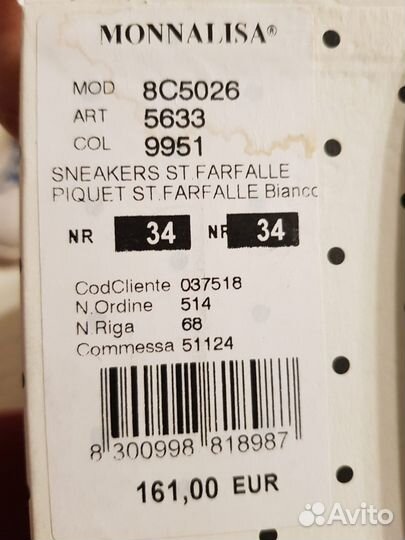 MONNALISA®
MOD 8C5026
ART 5633
COL 9951
SNEAKERS ST.FARFALLE
PIQUET ST.FARFALLE Bianco
NR 34 NR 34
CodCliente 037518
N.Ordine 514
N.Riga 68
Commessa 51124
8 300998 818987
161,00 EUR
Avito